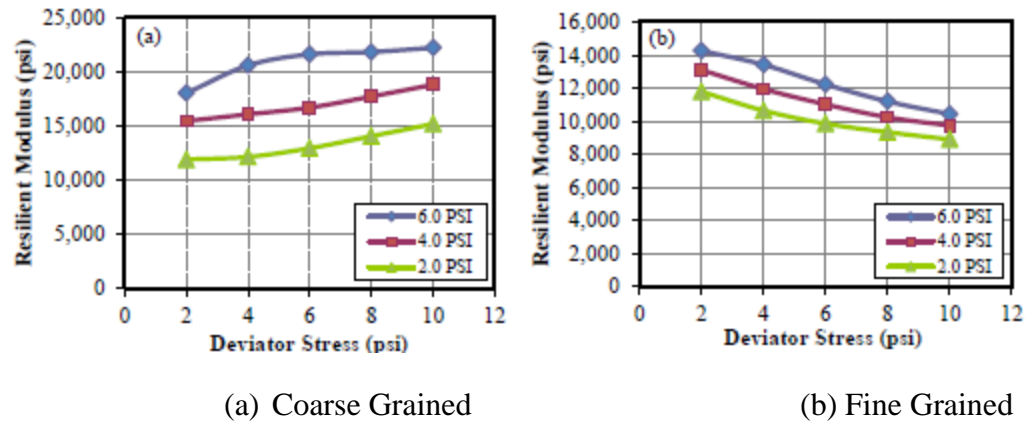 25,000
20,000
15,000
10,000
5,000
0
Resilient Modulus (psi)
(a)
6.0 PSI
4.0 PSI
2.0 PSI
0 2 4 6 8 10 12
Deviator Stress (psi)
16,000
14,000
12,000
10,000
8,000
6,000
4,000
2,000
0
Resilient Modulus (psi)
(b)
6.0 PSI
4.0 PSI
2.0 PSI
0 2 4 6 8 10 12
Deviator Stress (psi)
(a) Coarse Grained
(b) Fine Grained